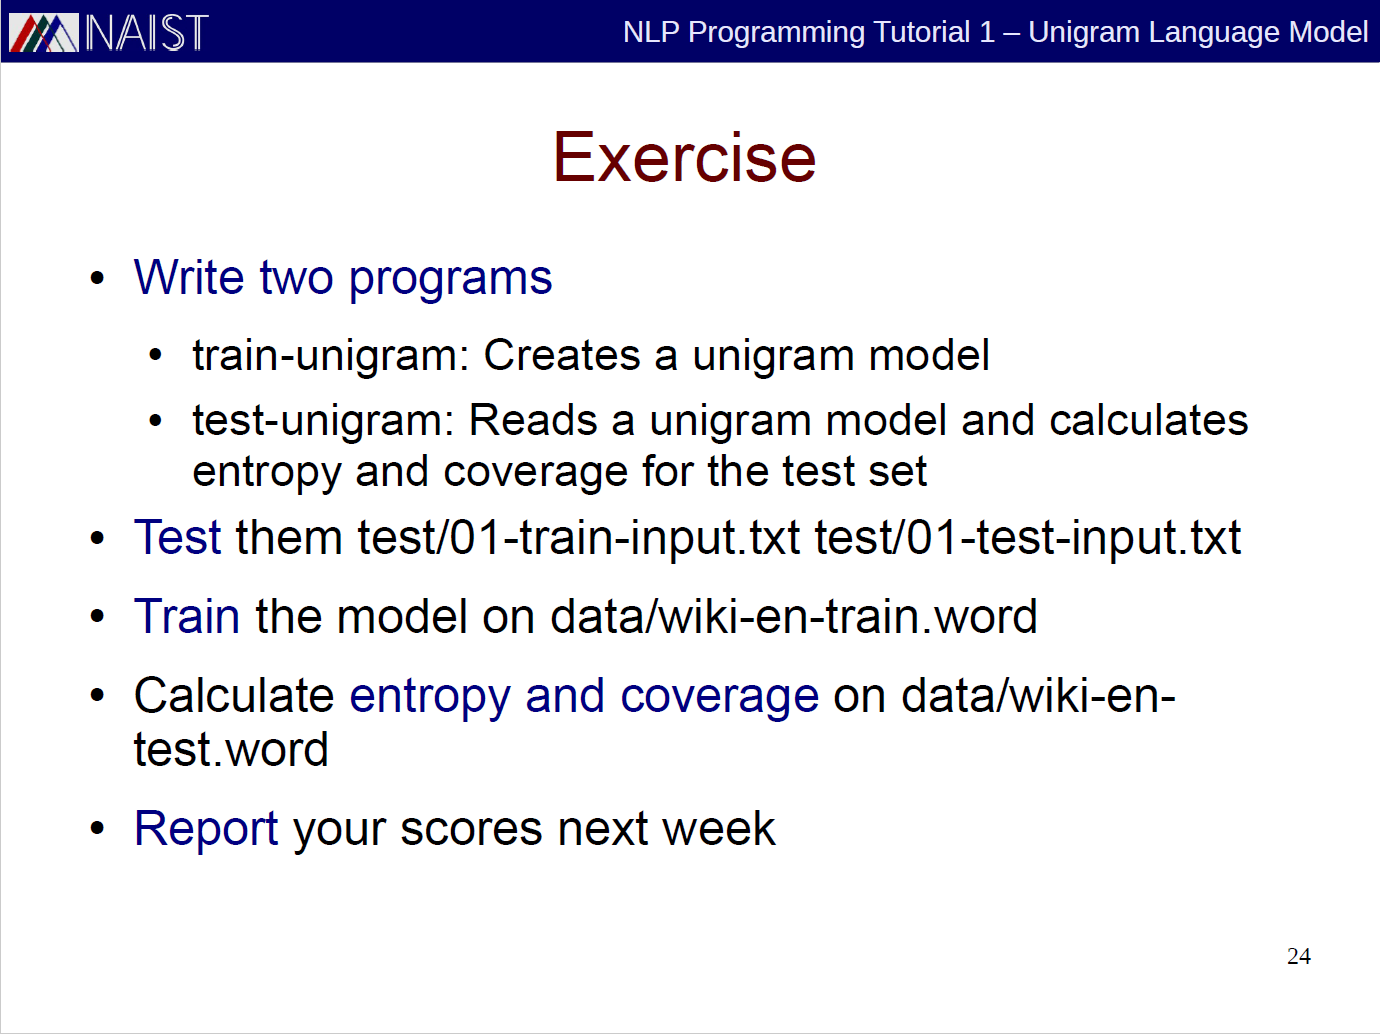 NAIST
NLP Programming Tutorial 1 – Unigram Language Model
Exercise
• Write two programs
• train-unigram: Creates a unigram model
• test-unigram: Reads a unigram model and calculates
entropy and coverage for the test set
• Test them test/01-train-input.txt test/01-test-input.txt
• Train the model on data/wiki-en-train.word
• Calculate entropy and coverage on data/wiki-en-
test.word
• Report your scores next week
24